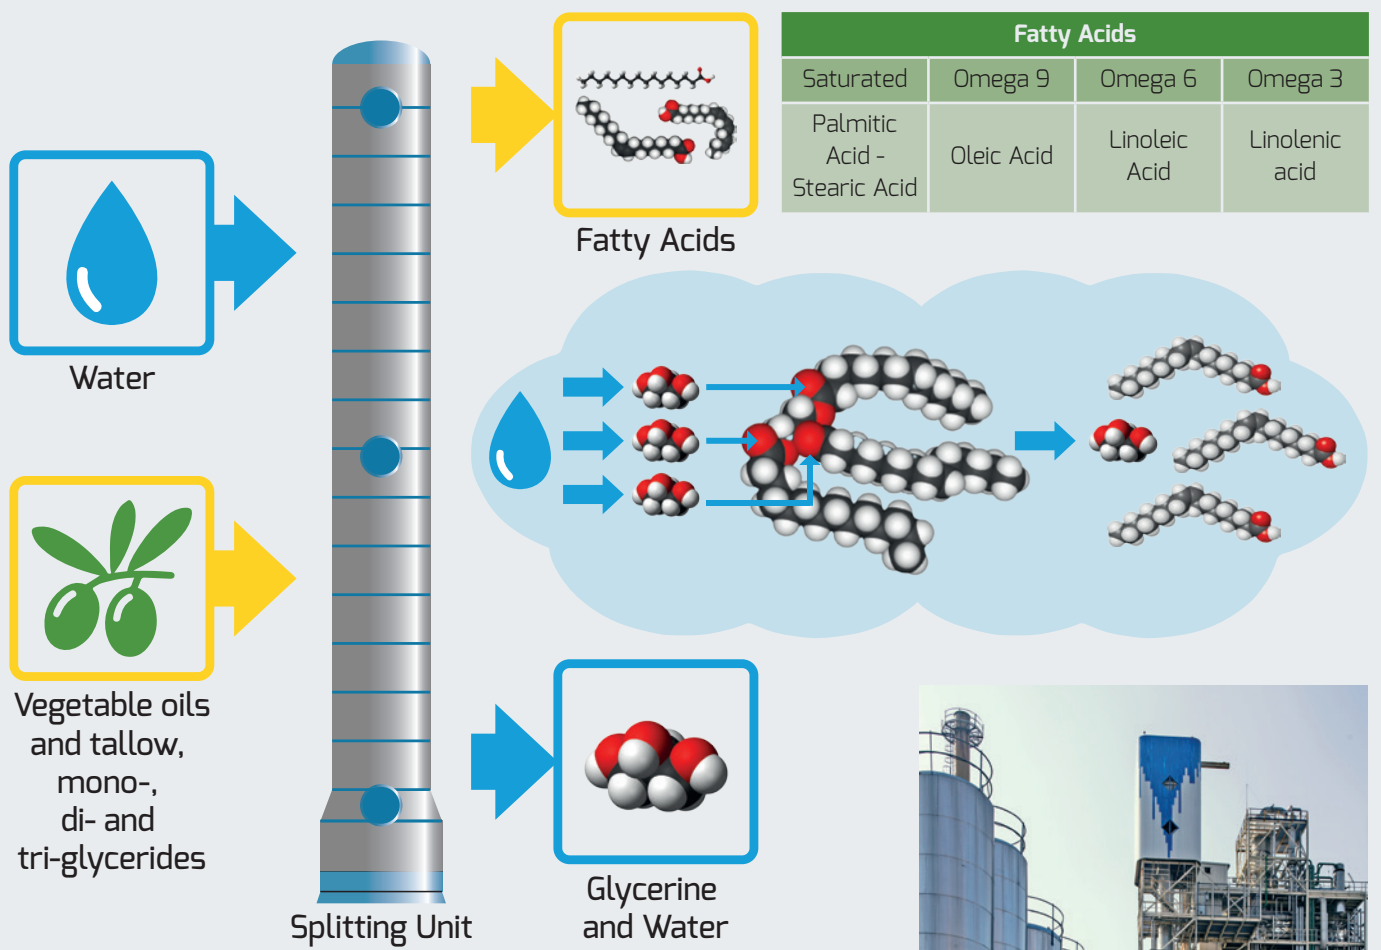 Fatty Acids
Saturated
Omega 9
Omega 6
Omega 3
Palmitic
Acid -
Stearic Acid
Oleic Acid
Linoleic
Acid
Linolenic
acid
Fatty Acids
Water
Vegetable oils
and tallow,
mono-,
di- and
tri-glycerides
Splitting Unit
Glycerine
and Water